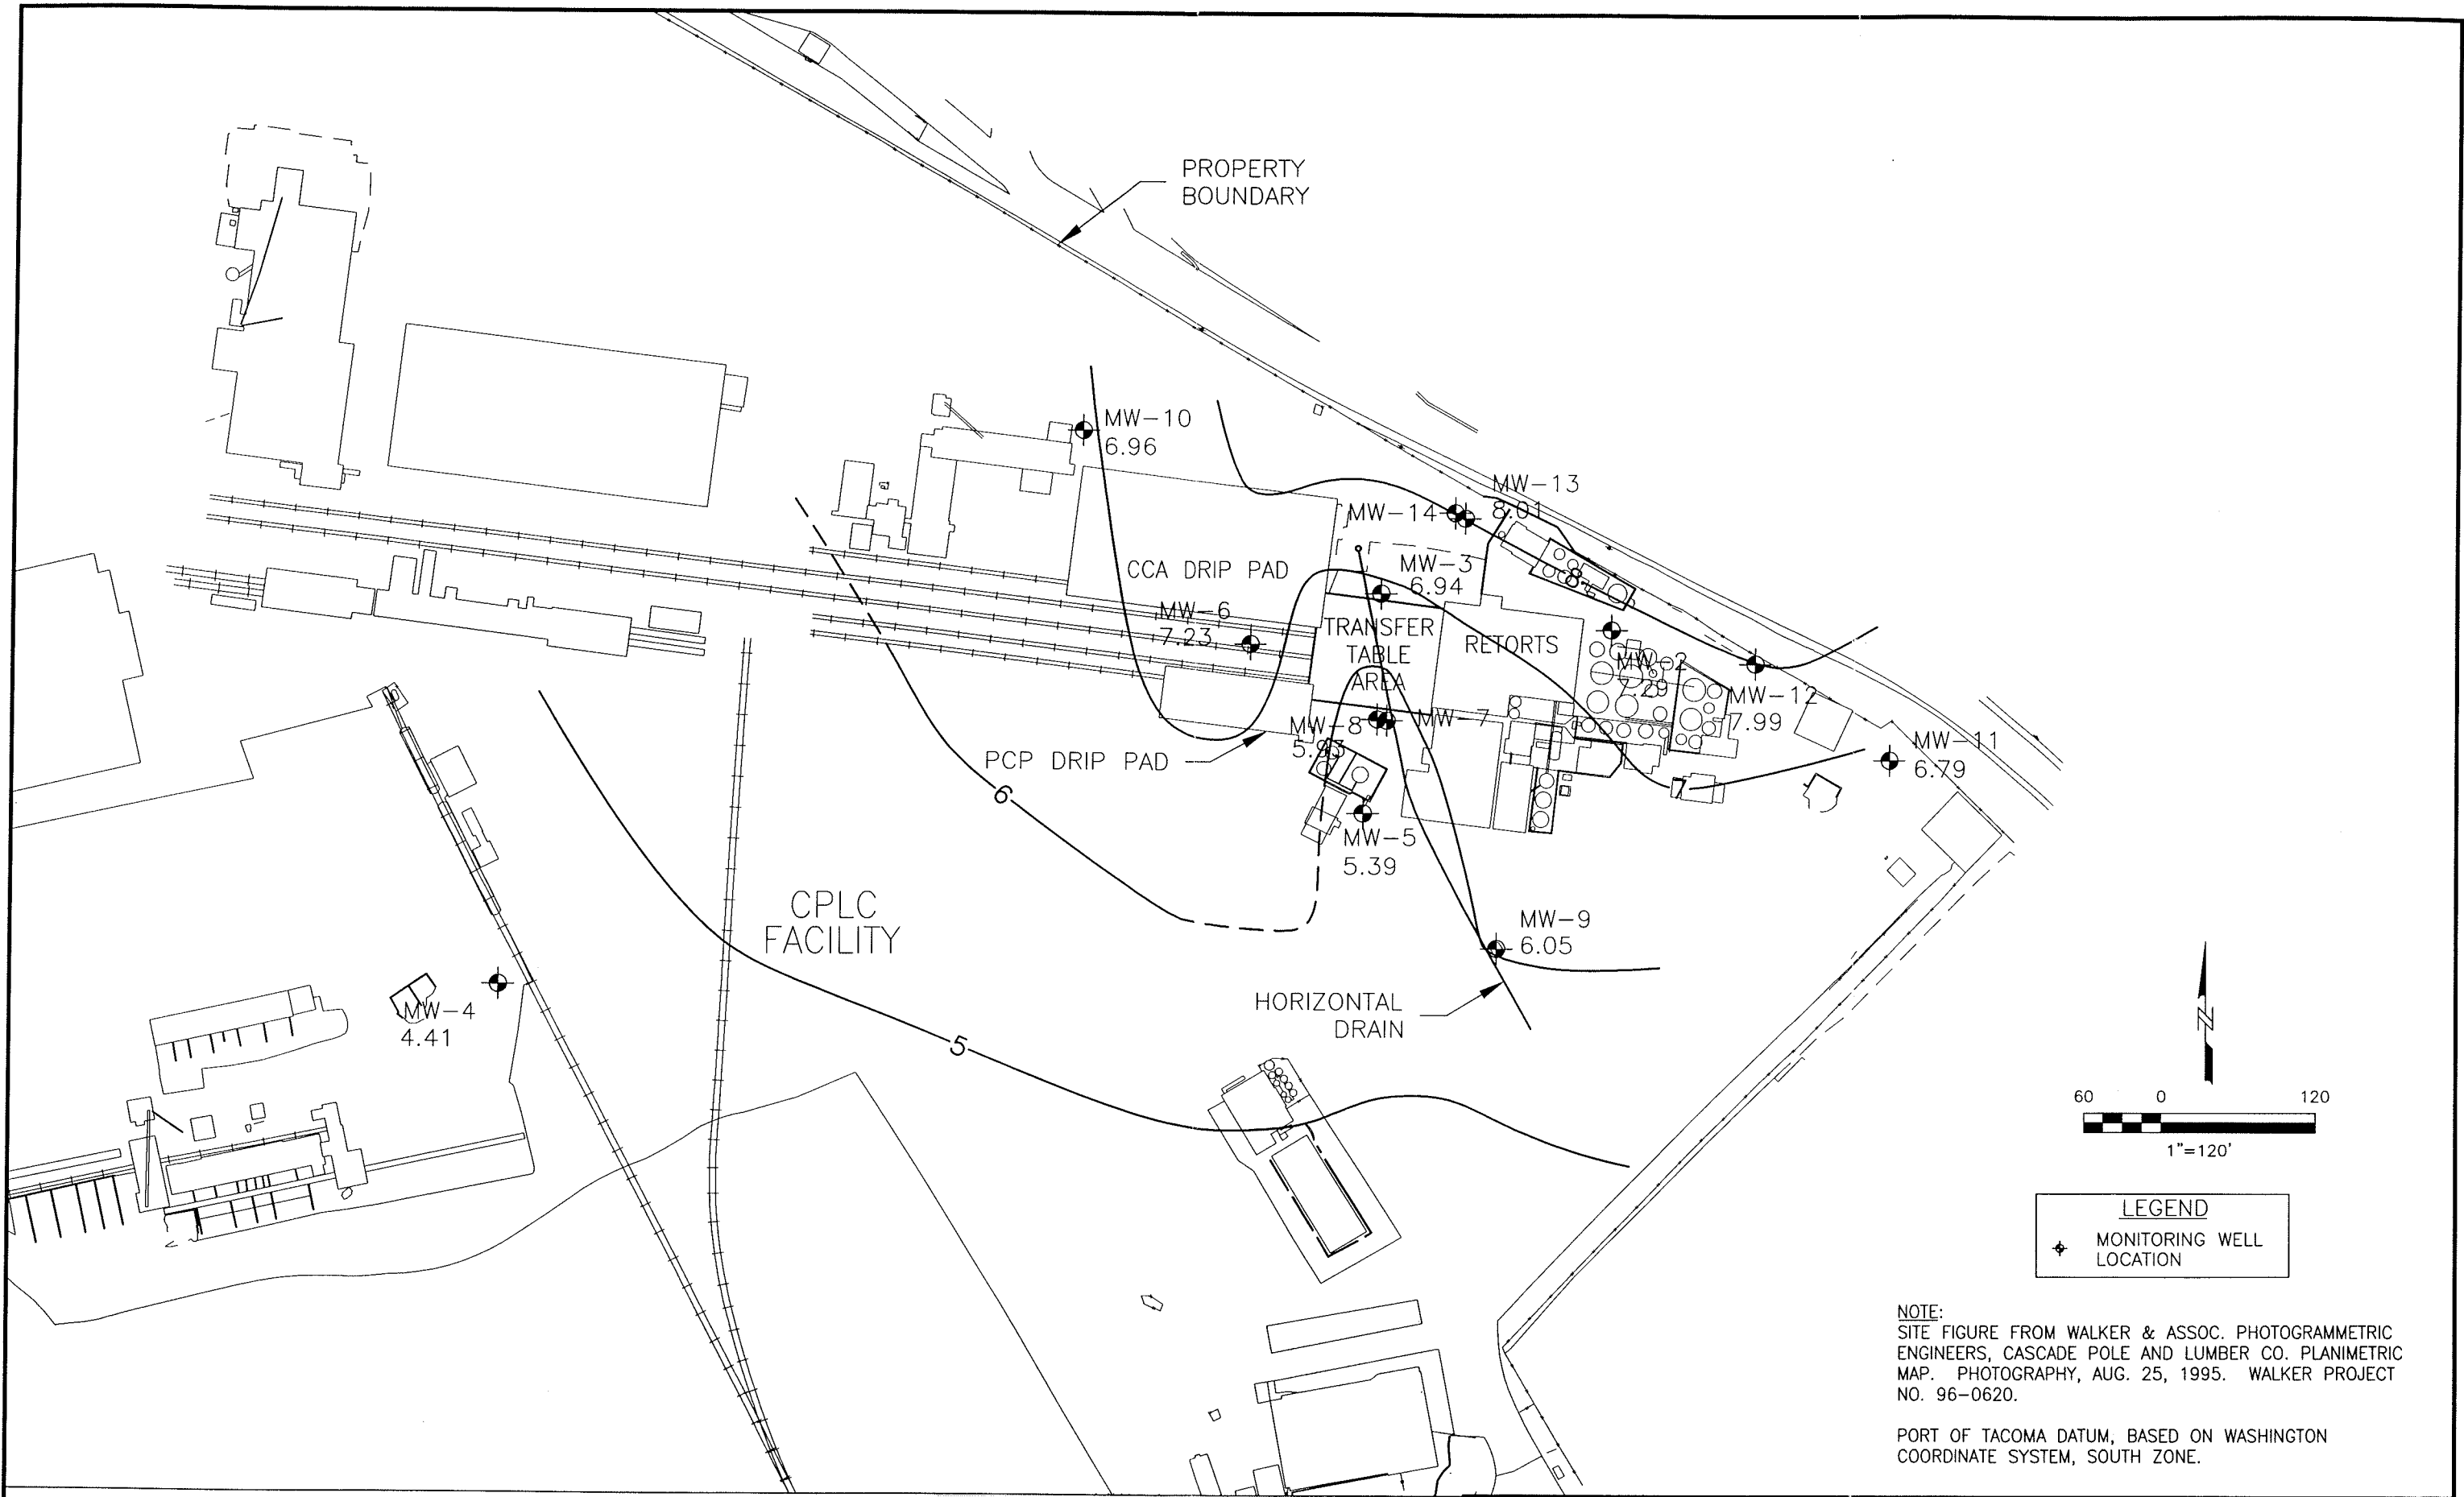 PROPERTY
BOUNDARY
MW-10
6.96
MW-13
8.01
MW-14
MW-3
6.94
CCA DRIP PAD
8
MW-6
7.23
TRANSFER
TABLE
AREA
RETORTS
MW-2
7.29
MW-12
7.99
MW-8
5.93
MW-7
MW-11
6.79
PCP DRIP PAD
7
6
MW-5
5.39
CPLC
FACILITY
MW-9
6.05
MW-4
4.41
HORIZONTAL
DRAIN
5
N
60 0 120
1"=120'
LEGEND
MONITORING WELL
LOCATION
NOTE:
SITE FIGURE FROM WALKER & ASSOC. PHOTOGRAMMETRIC
ENGINEERS, CASCADE POLE AND LUMBER CO. PLANIMETRIC
MAP. PHOTOGRAPHY, AUG. 25, 1995. WALKER PROJECT
NO. 96-0620.
PORT OF TACOMA DATUM, BASED ON WASHINGTON
COORDINATE SYSTEM, SOUTH ZONE.